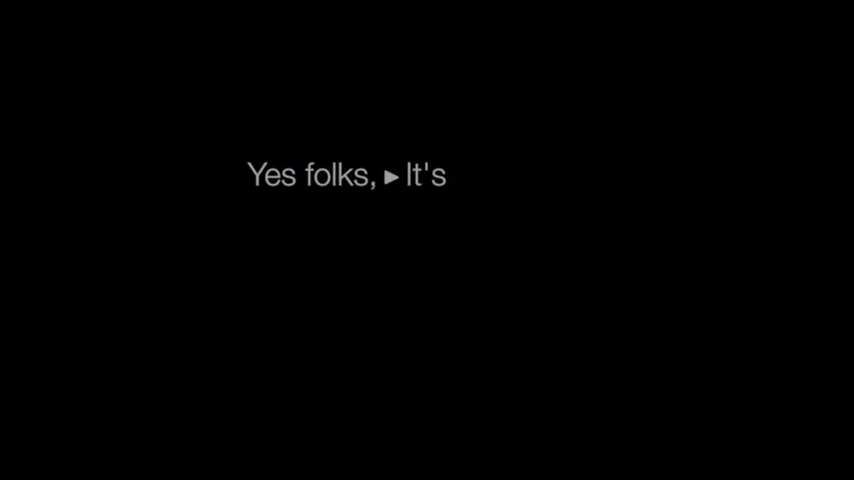 Yes folks, ▸ It's